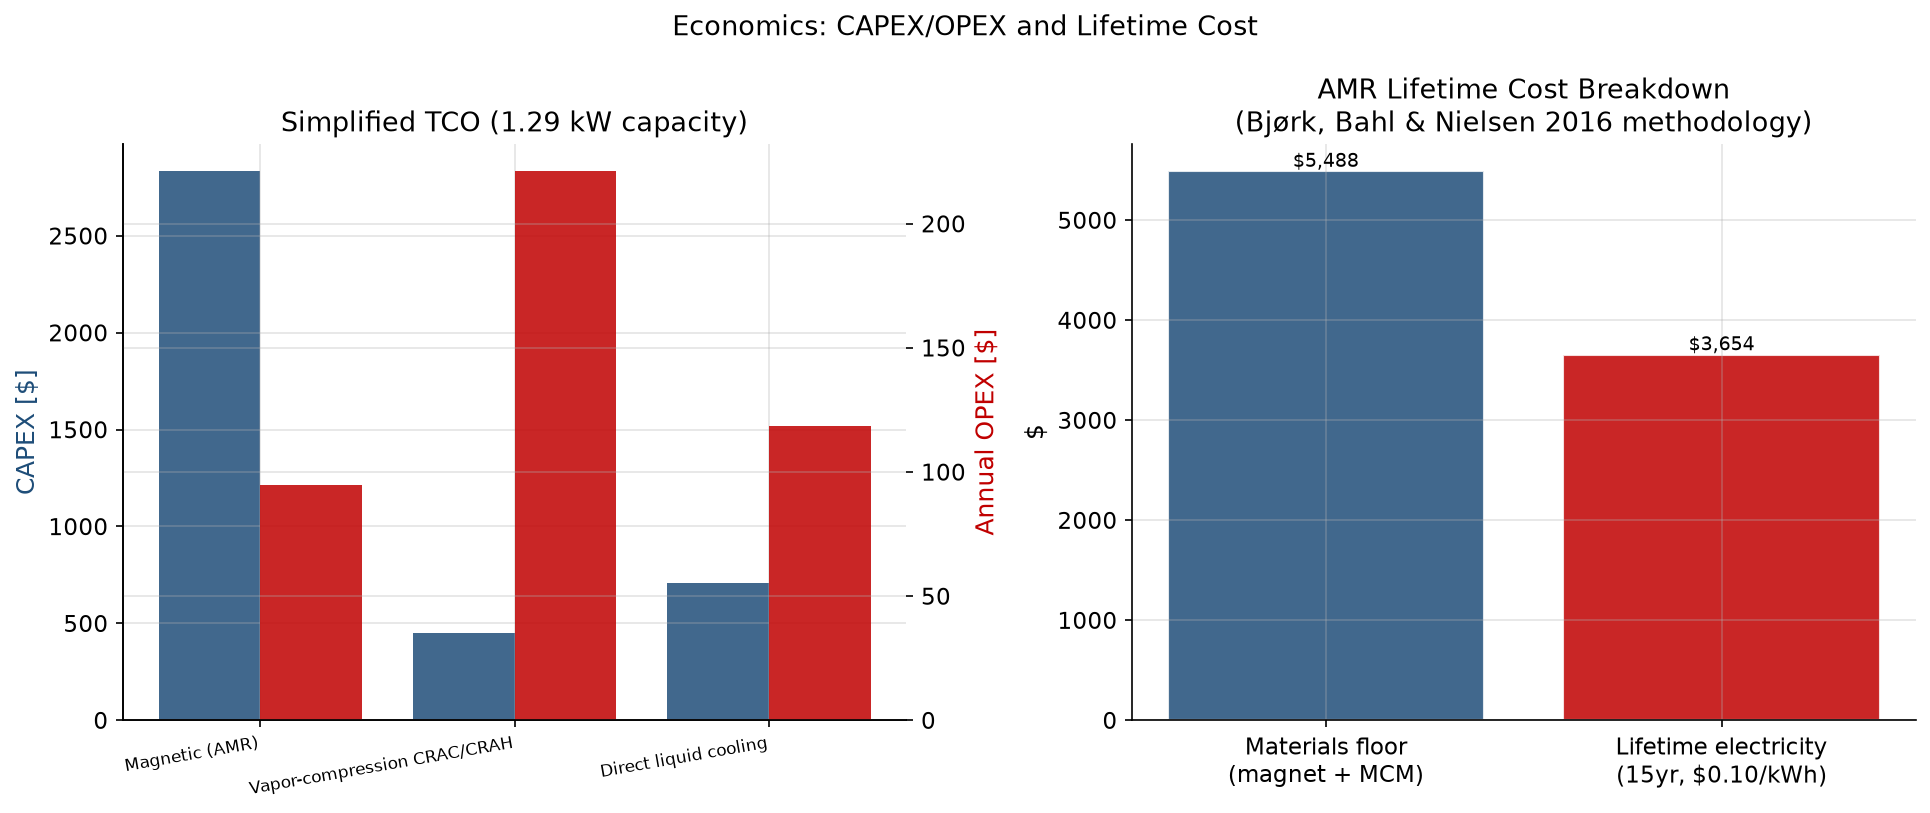 Economics: CAPEX/OPEX and Lifetime Cost
Simplified TCO (1.29 kW capacity)
CAPEX [$]
2500
2000
1500
1000
500
0
200
150
100
50
0
Annual OPEX [$]
Magnetic (AMR)
Vapor-compression CRAC/CRAH
Direct liquid cooling
AMR Lifetime Cost Breakdown
(Bjørk, Bahl & Nielsen 2016 methodology)
$
5000
4000
3000
2000
1000
0
$5,488
$3,654
Materials floor
(magnet + MCM)
Lifetime electricity
(15yr, $0.10/kWh)